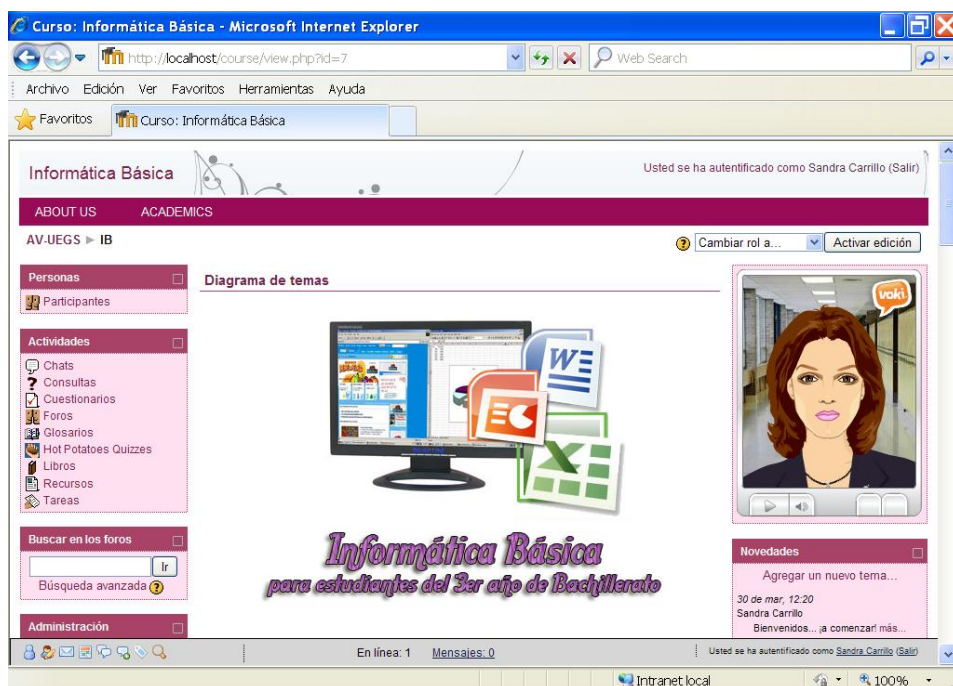 Curso: Informática Básica - Microsoft Internet Explorer
http://localhost/course/view.php?id=7
Web Search
Archivo Edición Ver Favoritos Herramientas Ayuda
Favoritos
Curso: Informática Básica
Informática Básica
Usted se ha autentificado como Sandra Carrillo (Salir)
ABOUT US ACADEMICS
AV-UEGS ► IB
Cambiar rol a...
Activar edición
Personas
Participantes
Actividades
Chats
Consultas
Cuestionarios
Foros
Glosarios
Hot Potatoes Quizzes
Libros
Recursos
Tareas
Buscar en los foros
Ir
Búsqueda avanzada
Administración
Diagrama de temas
Informática Básica
para estudiantes del 3er año de Bachillerato
voki
Novedades
Agregar un nuevo tema...
30 de mar, 12:20
Sandra Carrillo
Bienvenidos... ¡a comenzar! más...
En línea: 1 Mensajes: 0
Usted se ha autentificado como Sandra Carrillo (Salir)
Intranet local
100%